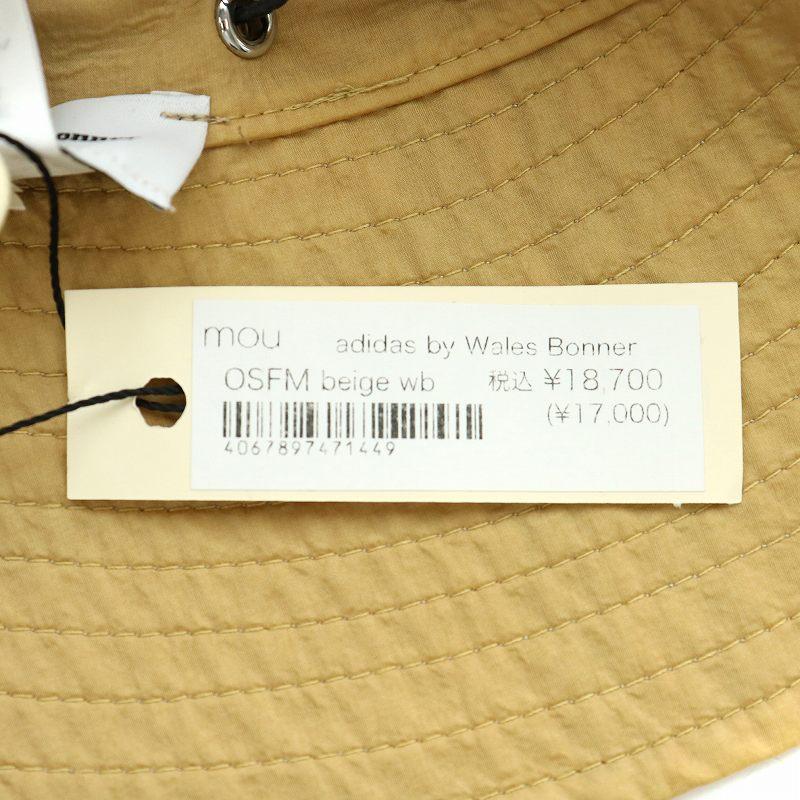 mou adidas by Wales Bonner
OSFM beige wb 税込 ¥18,700
(¥17,000)
4067897471449